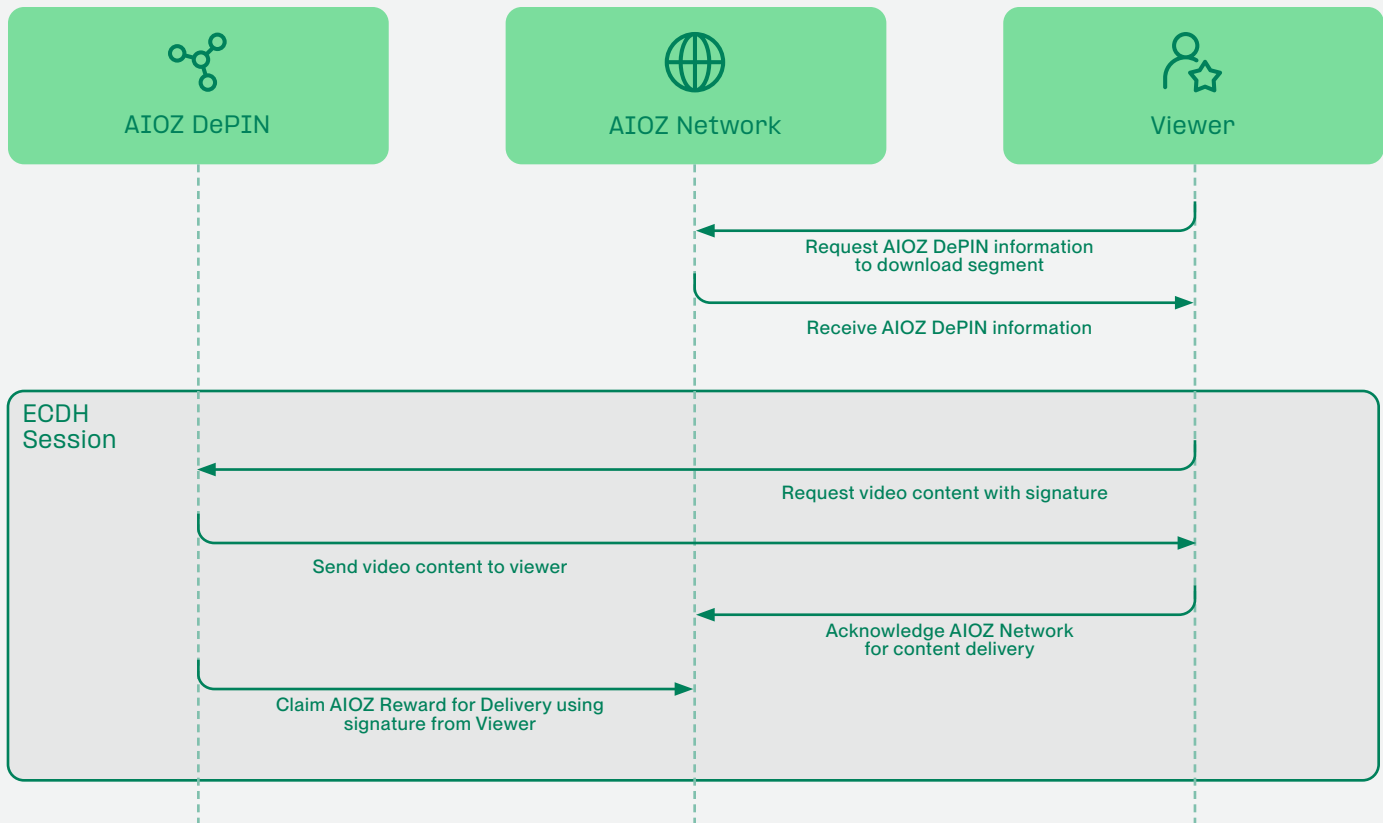 AIOZ DePIN
AIOZ Network
Viewer
Request AIOZ DePIN information
to download segment
Receive AIOZ DePIN information
ECDH
Session
Request video content with signature
Send video content to viewer
Acknowledge AIOZ Network
for content delivery
Claim AIOZ Reward for Delivery using
signature from Viewer